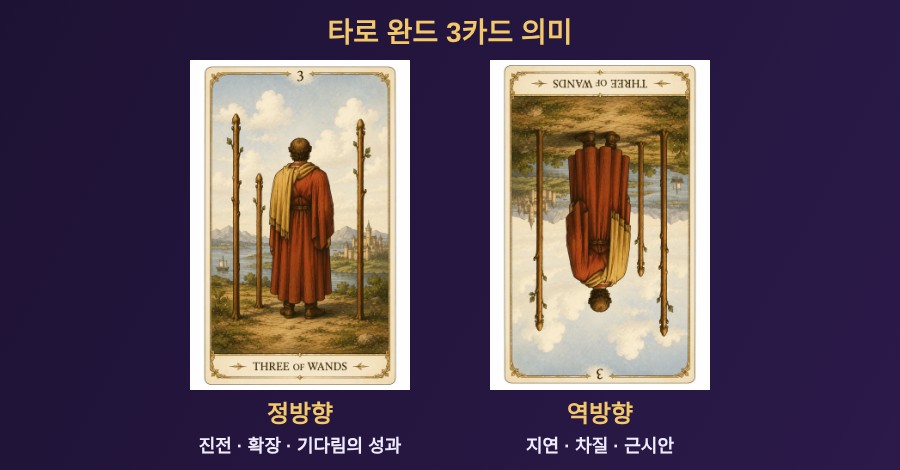 타로 완드 3카드 의미
3
THREE OF WANDS
THREE OF WANDS
3
정방향
역방향
진전 · 확장 · 기다림의 성과
지연 · 차질 · 근시안